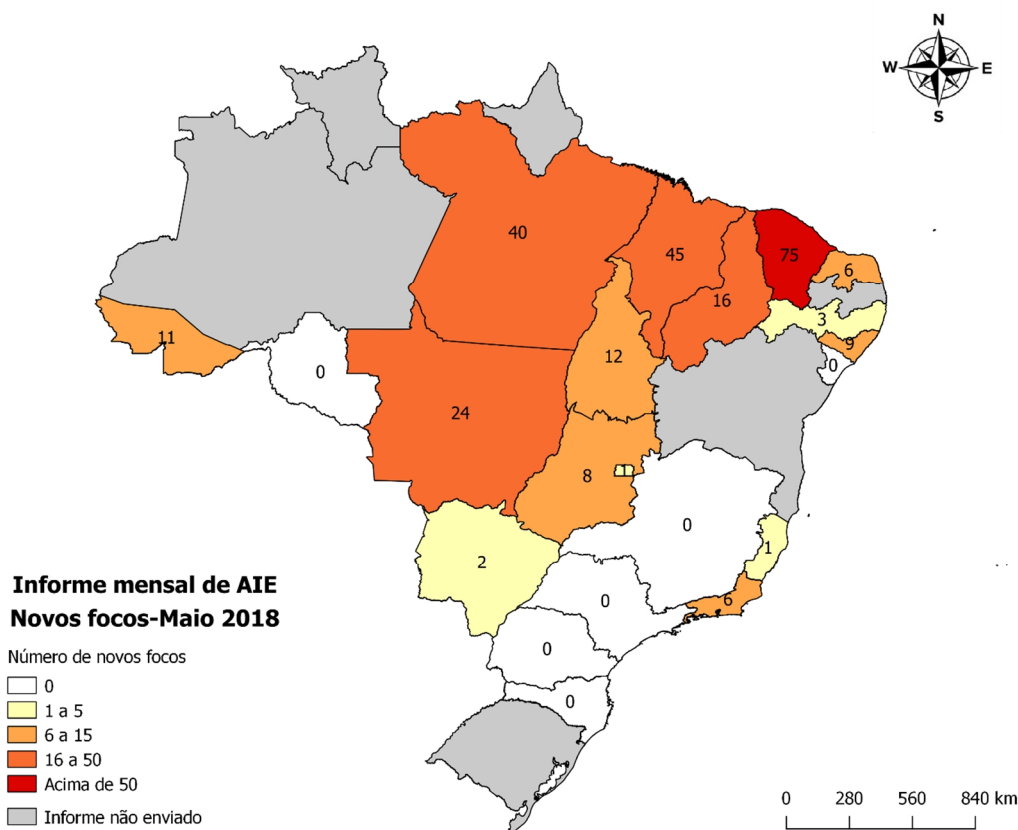 N
W E
S
40
45
75
6
16
3
11
9
0
0
12
24
8
1
0
2
1
0
6
0
0
Informe mensal de AIE
Novos focos-Maio 2018
Número de novos focos
0
1 a 5
6 a 15
16 a 50
Acima de 50
Informe não enviado
0 280 560 840 km